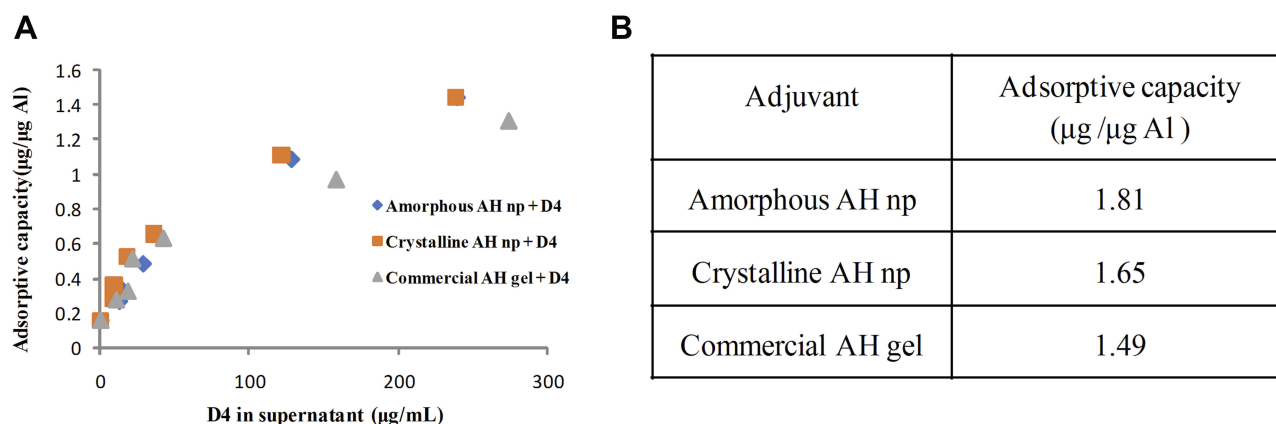 A
Adsorptive capacity(µg/µg Al)
1.6
1.4
1.2
1
0.8
0.6
0.4
0.2
0
0
100
200
300
D4 in supernatant (µg/mL)
Amorphous AH np + D4
Crystalline AH np + D4
Commercial AH gel + D4
B
Adjuvant
Adsorptive capacity
(µg /µg Al )
Amorphous AH np
1.81
Crystalline AH np
1.65
Commercial AH gel
1.49